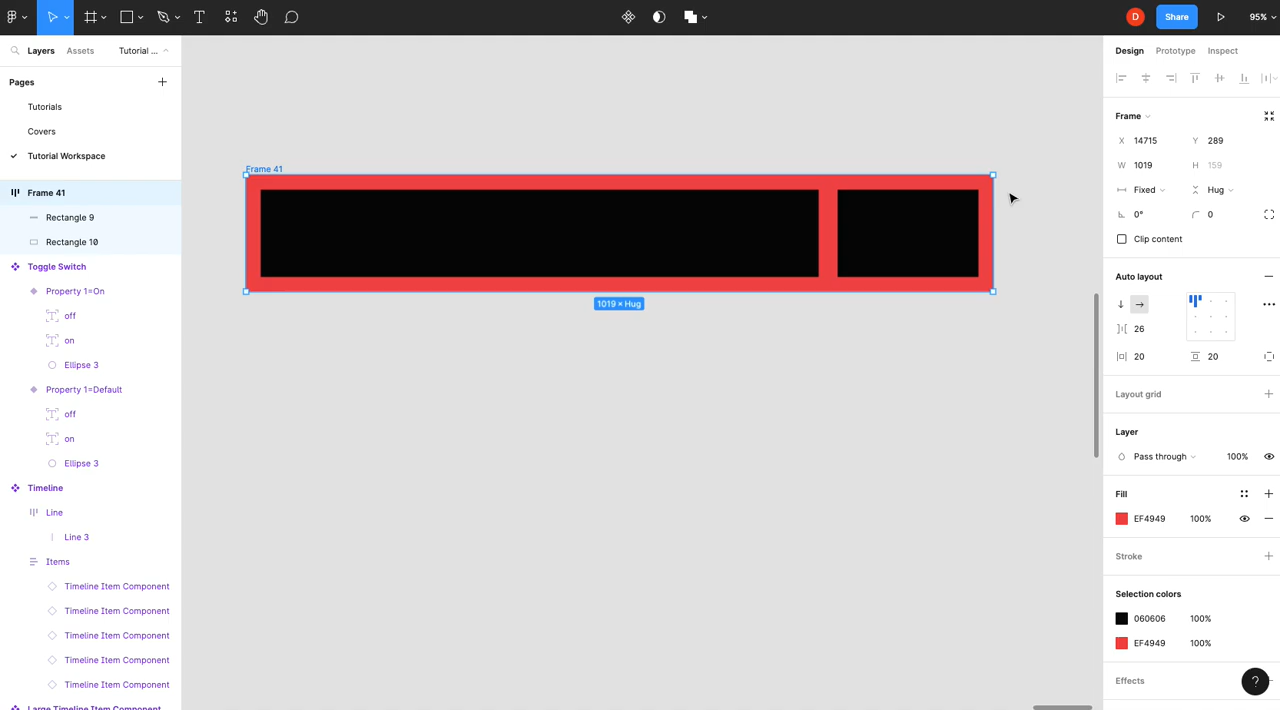 D
Share
95%
Layers
Assets
Tutorial ...
Pages
Tutorials
Covers
Tutorial Workspace
Frame 41
Rectangle 9
Rectangle 10
Toggle Switch
Property 1=On
off
on
Ellipse 3
Property 1=Default
off
on
Ellipse 3
Timeline
Line
Line 3
Items
Timeline Item Component
Timeline Item Component
Timeline Item Component
Timeline Item Component
Timeline Item Component
Large Timeline Item Component
Frame 41
1019 × Hug
Design
Prototype
Inspect
Frame
X 14715
Y 289
W 1019
H 159
Fixed
Hug
0°
0
Clip content
Auto layout
26
20
20
Layout grid
Layer
Pass through
100%
Fill
EF4949
100%
Stroke
Selection colors
060606
100%
EF4949
100%
Effects
?